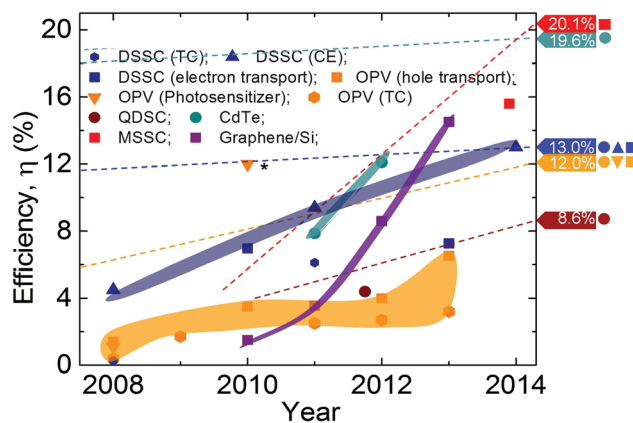 20
16
12
8
4
0
Efficiency, η (%)
DSSC (TC); DSSC (CE);
DSSC (electron transport); OPV (hole transport);
OPV (Photosensitizer); OPV (TC)
QDSC; CdTe;
MSSC; Graphene/Si;
*
20.1%
19.6%
13.0%
12.0%
8.6%
2008 2010 2012 2014
Year